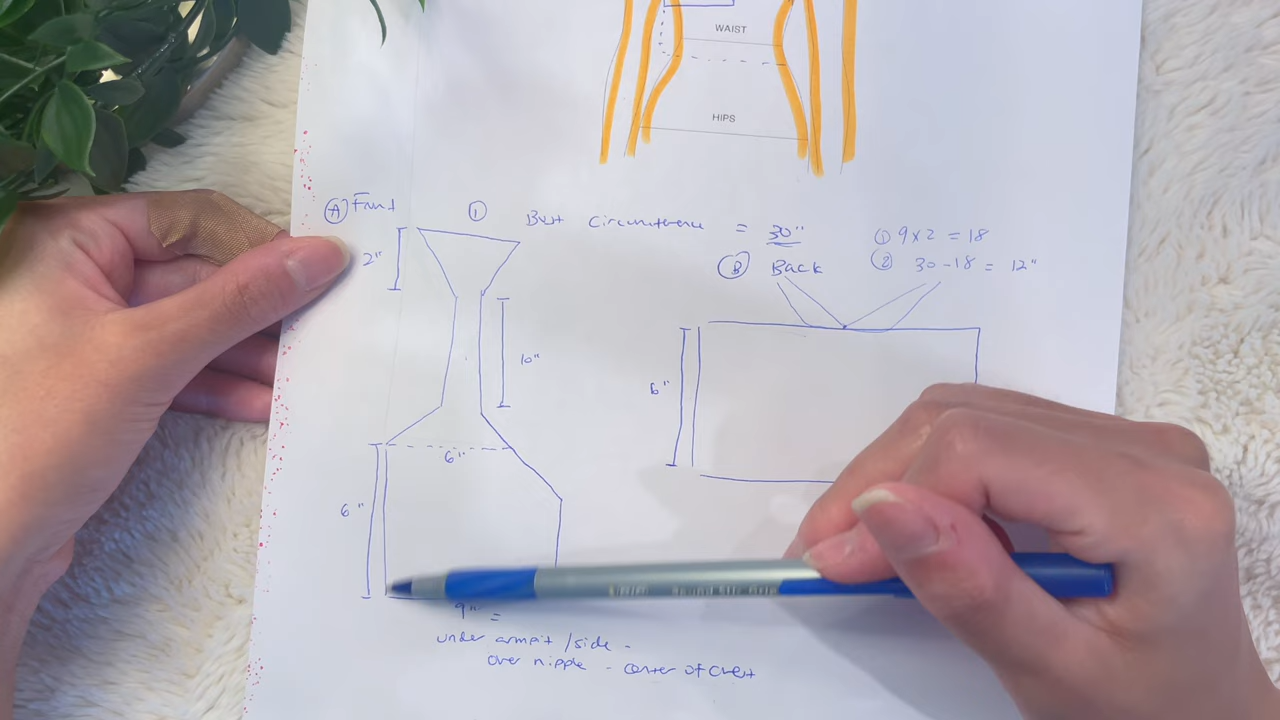 WAIST
HIPS
Ⓐ Front
①
Bust Circumference = 30"
① 9x2 = 18
② 30-18 = 12"
Ⓑ Back
2"
10"
6"
6"
6"
9" =
under armpit /side -
over nipple - center of chest